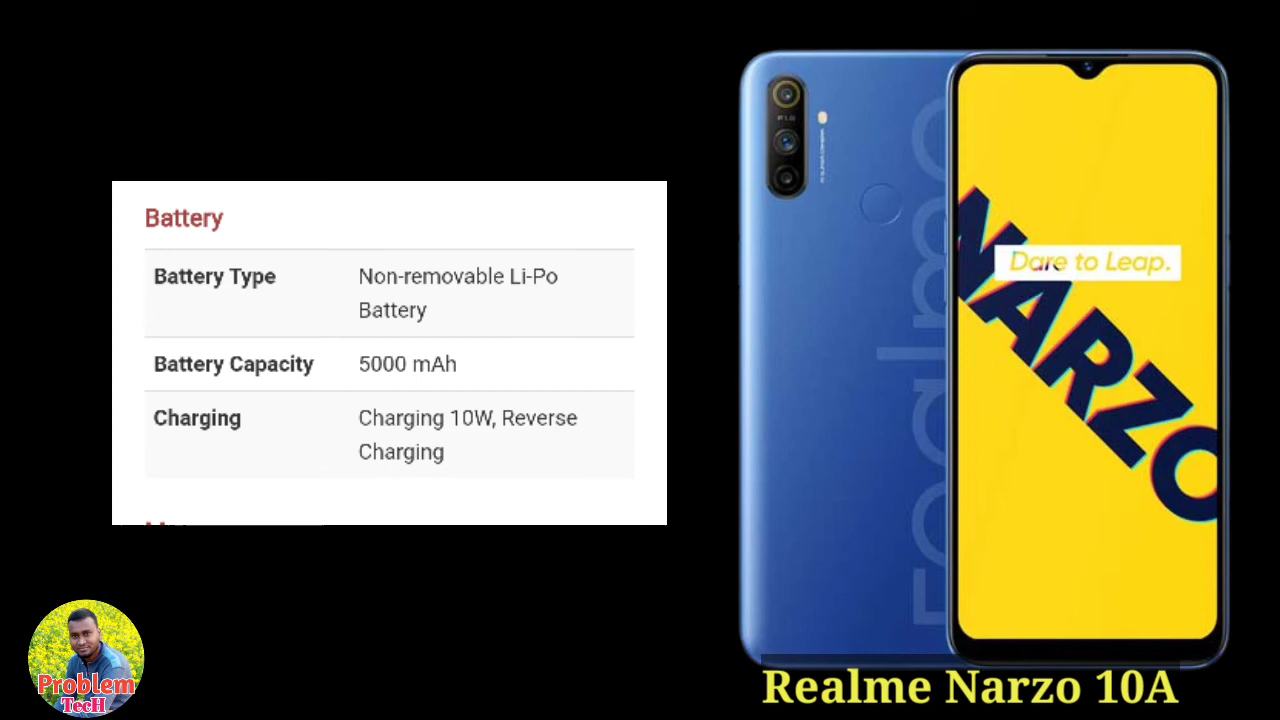 Battery
Battery Type
Non-removable Li-Po
Battery
Battery Capacity
5000 mAh
Charging
Charging 10W, Reverse
Charging
realme
NARZO
Dare to Leap.
Realme Narzo 10A
Problem
TecH